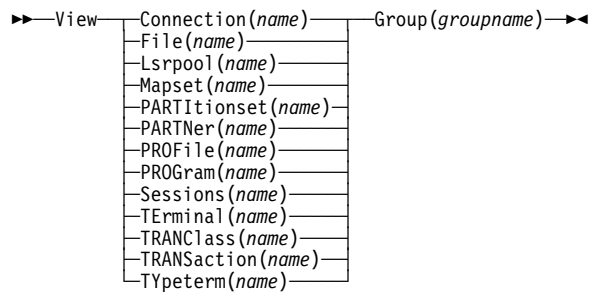 View Connection(name) Group(groupname)
File(name)
Lsrpool(name)
Mapset(name)
PARTItionset(name)
PARTNer(name)
PROFile(name)
PROGram(name)
Sessions(name)
TErminal(name)
TRANClass(name)
TRANSaction(name)
TYpeterm(name)